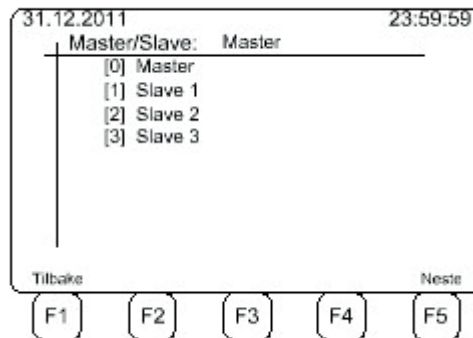 31.12.2011 23:59:59
Master/Slave: Master
[0] Master
[1] Slave 1
[2] Slave 2
[3] Slave 3
Tilbake Neste
F1 F2 F3 F4 F5